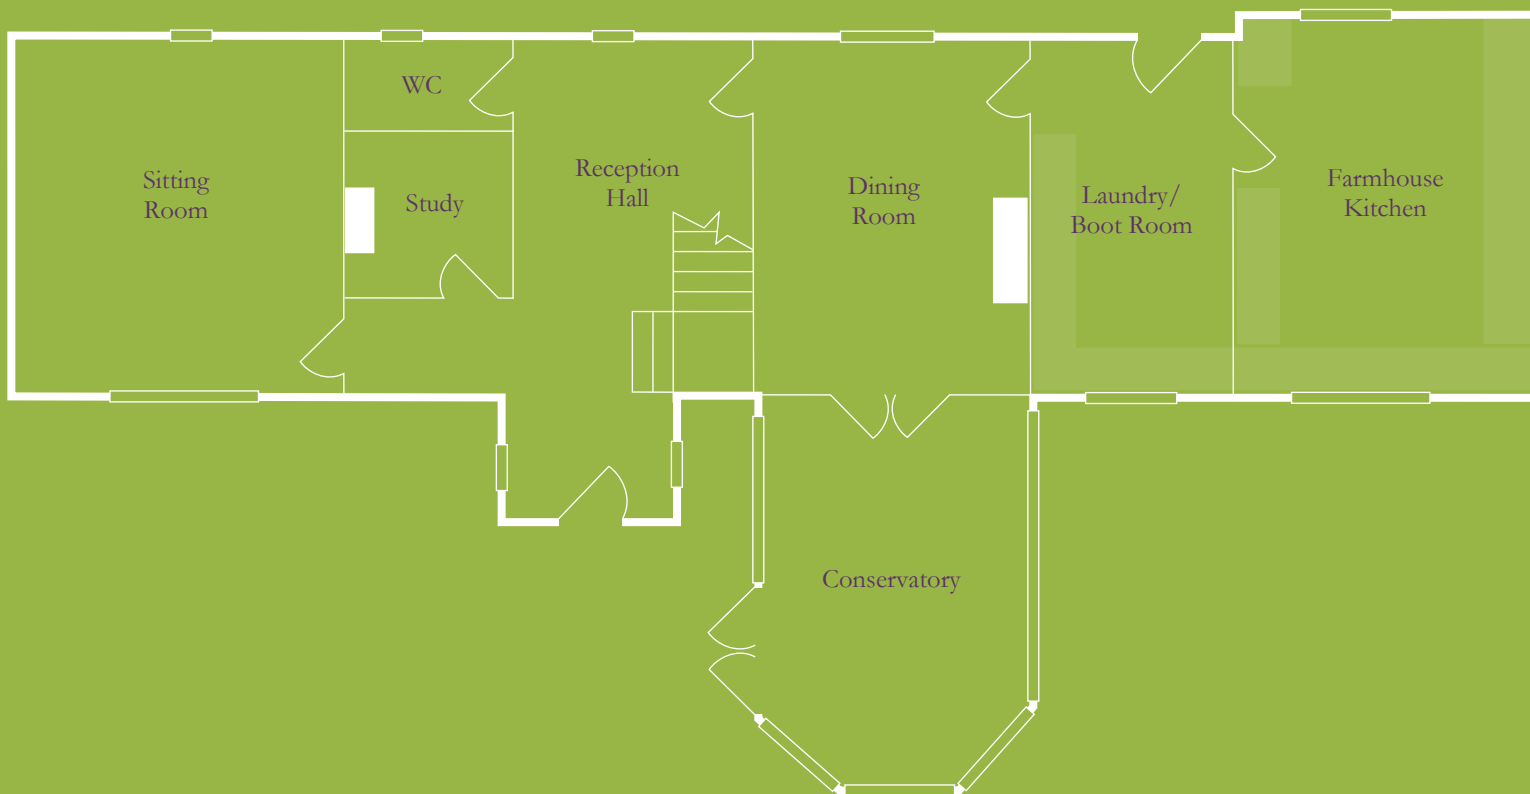 WC
Sitting
Room
Study
Reception
Hall
Dining
Room
Laundry/
Boot Room
Farmhouse
Kitchen
Conservatory